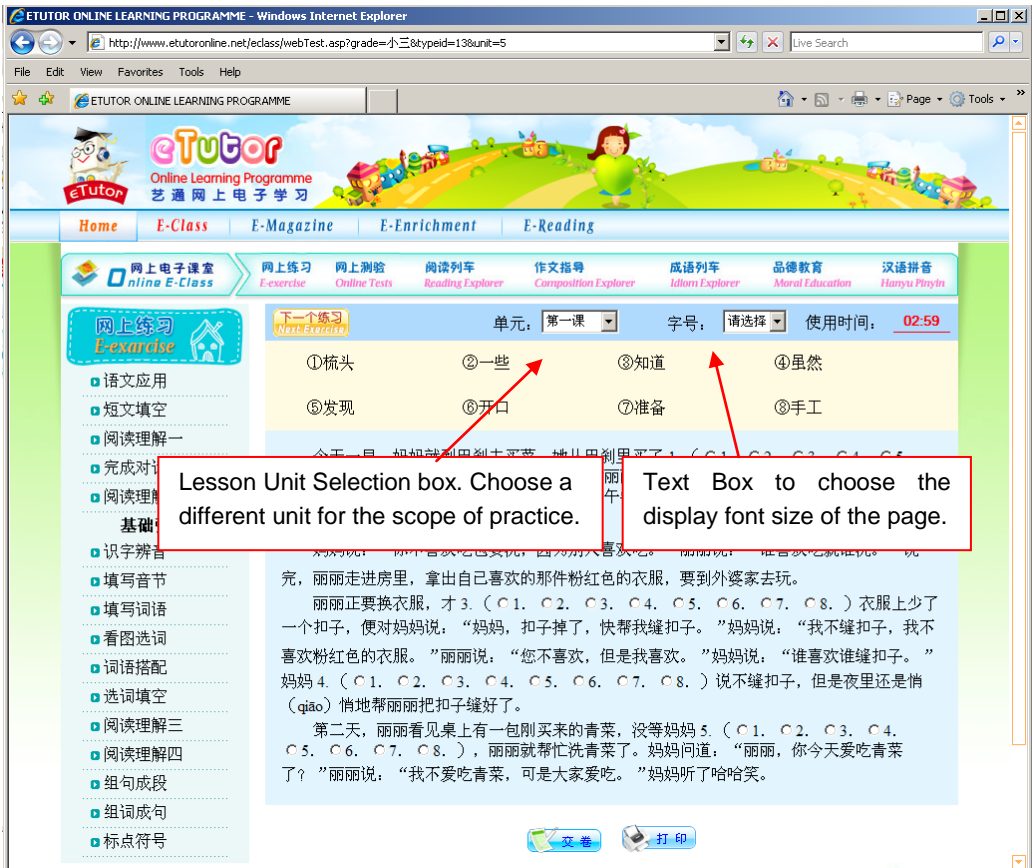 ETUTOR ONLINE LEARNING PROGRAMME - Windows Internet Explorer
http://www.etutoronline.net/eclass/webTest.asp?grade=小三&typeid=13&unit=5
Live Search
File Edit View Favorites Tools Help
ETUTOR ONLINE LEARNING PROGRAMME
Page Tools
eTutor
eTutor
Online Learning Programme
艺通网上电子学习
Home E-Class E-Magazine E-Enrichment E-Reading
网上电子课室
Online E-Class
网上练习 网上测验 阅读列车 作文指导 成语列车 品德教育 汉语拼音
E-exercise Online Tests Reading Explorer Composition Explorer Idiom Explorer Moral Education Hanyu Pinyin
网上练习
E-exarcise
下一个练习
Next Exercise
单元: 第一课 字号: 请选择 使用时间: 02:59
①梳头 ②一些 ③知道 ④虽然
⑤发现 ⑥开口 ⑦准备 ⑧手工
语文应用
短文填空
阅读理解一
完成对
阅读理
基础
识字辨音
填写音节
填写词语
看图选词
词语搭配
选词填空
阅读理解三
阅读理解四
组句成段
组词成句
标点符号
Lesson Unit Selection box. Choose a
different unit for the scope of practice.
Text Box to choose the
display font size of the page.
完，丽丽走进房里，拿出自己喜欢的那件粉红色的衣服，要到外婆家去玩。
丽丽正要换衣服，才 3. （ 1. 2. 3. 4. 5. 6. 7. 8. ）衣服上少了
一个扣子，便对妈妈说：“妈妈，扣子掉了，快帮我缝扣子。”妈妈说：“我不缝扣子，我不
喜欢粉红色的衣服。”丽丽说：“您不喜欢，但是我喜欢。”妈妈说：“谁喜欢谁缝扣子。”
妈妈 4. （ 1. 2. 3. 4. 5. 6. 7. 8. ）说不缝扣子，但是夜里还是悄
（qiāo）悄地帮丽丽把扣子缝好了。
第二天，丽丽看见桌上有一包刚买来的青菜，没等妈妈 5. （ 1. 2. 3. 4.
5. 6. 7. 8. ），丽丽就帮忙洗青菜了。妈妈问道：“丽丽，你今天爱吃青菜
了？”丽丽说：“我不爱吃青菜，可是大家爱吃。”妈妈听了哈哈笑。
交卷 打印